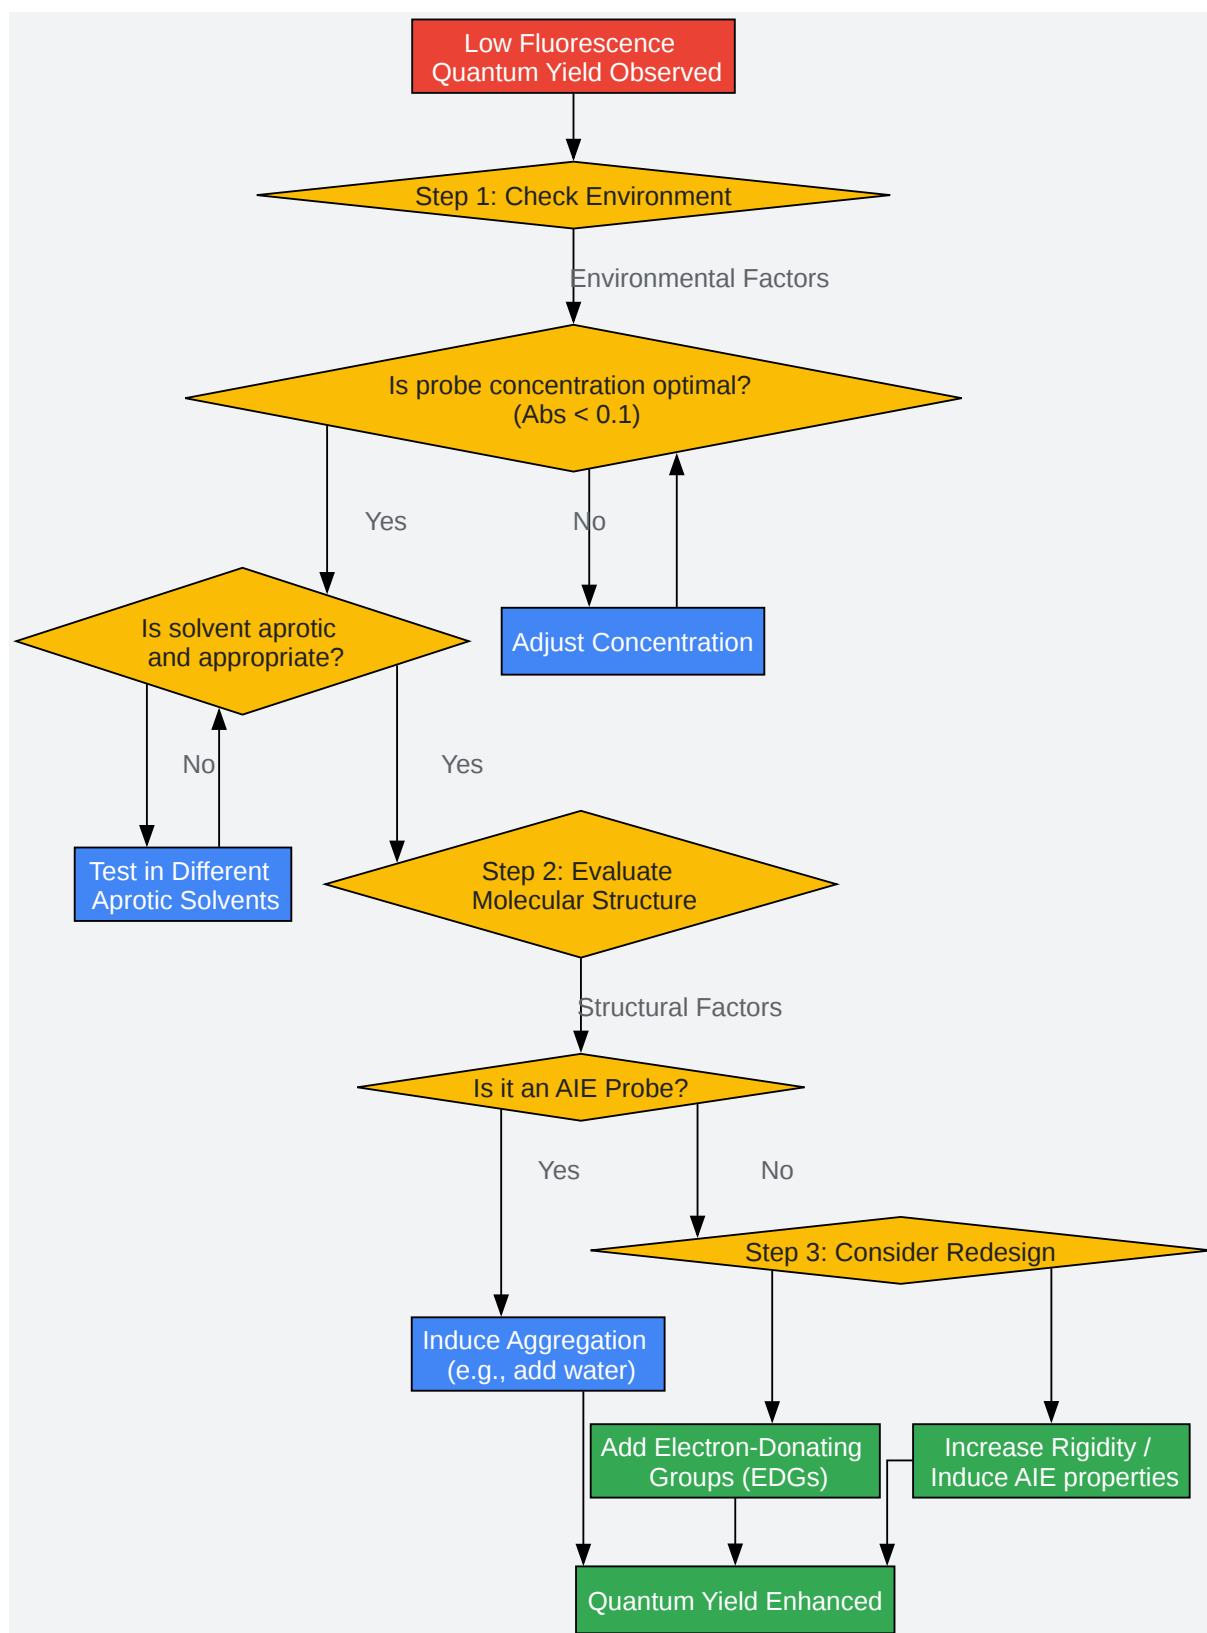 Low Fluorescence
Quantum Yield Observed
Step 1: Check Environment
Environmental Factors
Is probe concentration optimal?
(Abs < 0.1)
Yes
No
Is solvent aprotic
and appropriate?
Adjust Concentration
No
Yes
Test in Different
Aprotic Solvents
Step 2: Evaluate
Molecular Structure
Structural Factors
Is it an AIE Probe?
Yes
No
Step 3: Consider Redesign
Induce Aggregation
(e.g., add water)
Add Electron-Donating
Groups (EDGs)
Increase Rigidity /
Induce AIE properties
Quantum Yield Enhanced